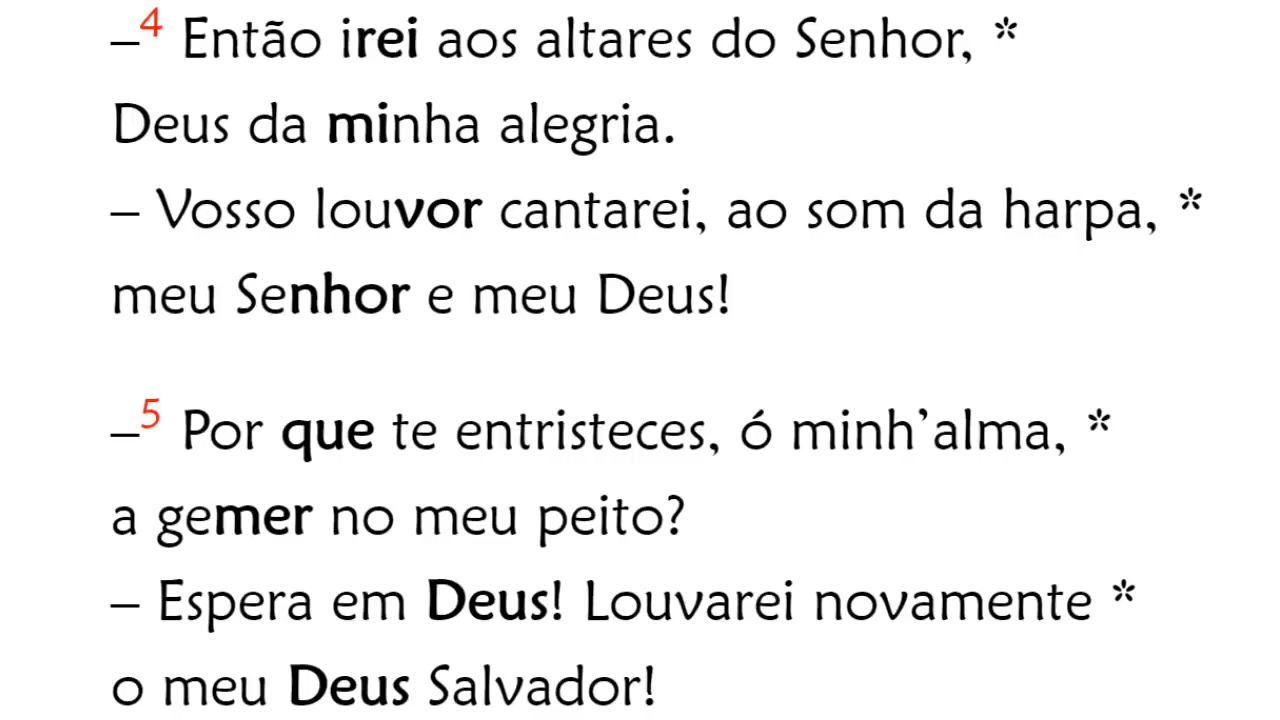 –4 Então irei aos altares do Senhor, *
Deus da minha alegria.
– Vosso louvor cantarei, ao som da harpa, *
meu Senhor e meu Deus!
–5 Por que te entristeces, ó minh’alma, *
a gemer no meu peito?
– Espera em Deus! Louvarei novamente *
o meu Deus Salvador!